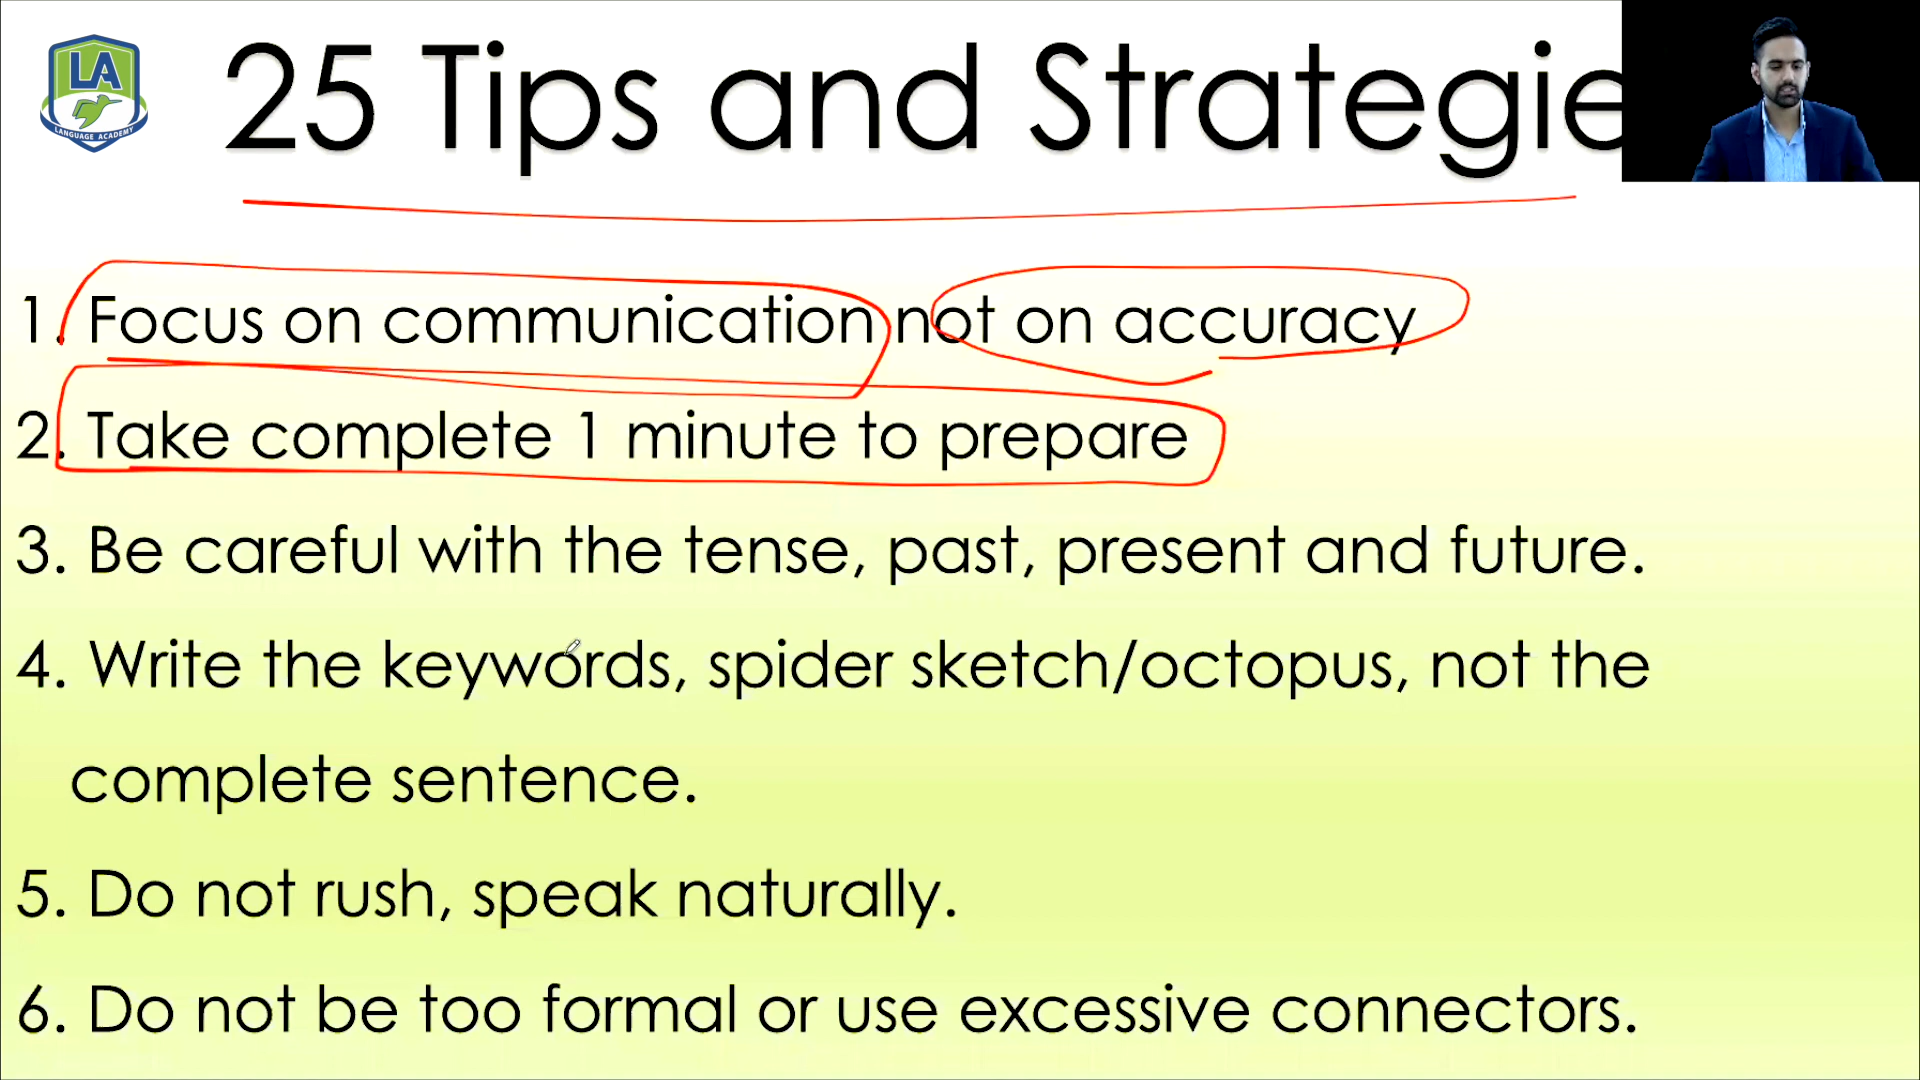 LA
LANGUAGE ACADEMY
25 Tips and Strategie
1. Focus on communication not on accuracy
2. Take complete 1 minute to prepare
3. Be careful with the tense, past, present and future.
4. Write the keywords, spider sketch/octopus, not the
complete sentence.
5. Do not rush, speak naturally.
6. Do not be too formal or use excessive connectors.